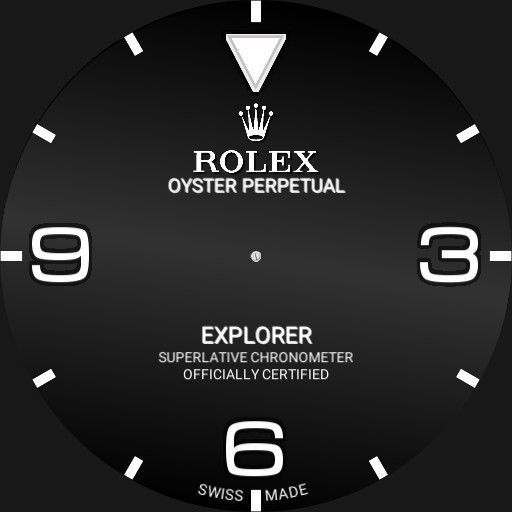 ROLEX
OYSTER PERPETUAL
9
3
EXPLORER
SUPERLATIVE CHRONOMETER
OFFICIALLY CERTIFIED
6
SWISS MADE